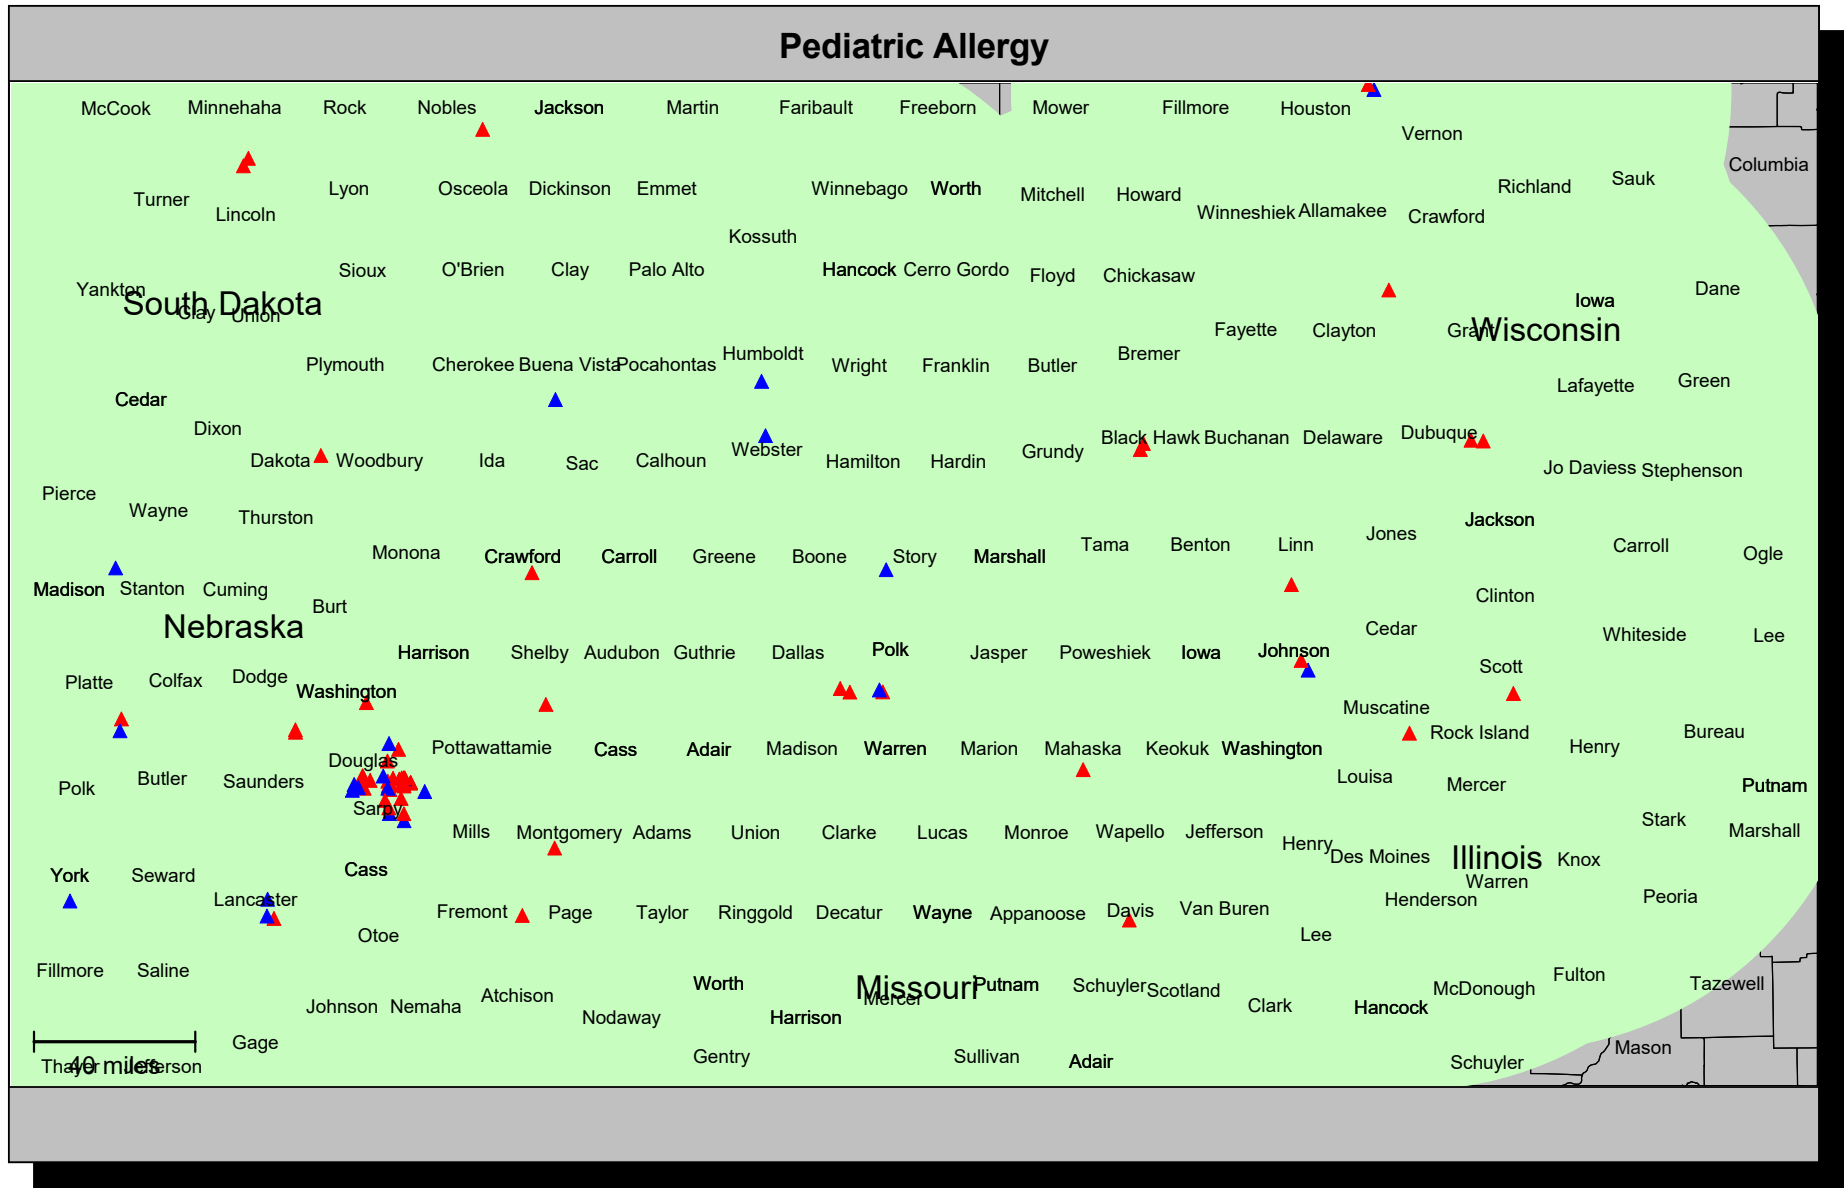 Pediatric Allergy
McCook Minnehaha Rock Nobles Jackson Martin Faribault Freeborn Mower Fillmore Houston
Vernon
Columbia
Turner Lincoln Lyon Osceola Dickinson Emmet Winnebago Worth Mitchell Howard Winneshiek Allamakee Crawford Richland Sauk
Kossuth
Yankton Sioux O'Brien Clay Palo Alto Hancock Cerro Gordo Floyd Chickasaw Iowa Dane
South Dakota
Clay Union
Fayette Clayton Grant Wisconsin
Plymouth Cherokee Buena Vista Pocahontas Humboldt Wright Franklin Butler Bremer
Cedar Lafayette Green
Dixon
Dakota Woodbury Ida Sac Calhoun Webster Hamilton Hardin Grundy Black Hawk Buchanan Delaware Dubuque
Jo Daviess Stephenson
Pierce Wayne Thurston
Jackson
Monona Crawford Carroll Greene Boone Story Marshall Tama Benton Linn Jones Carroll Ogle
Madison Stanton Cuming Burt Clinton
Nebraska
Cedar Whiteside Lee
Harrison Shelby Audubon Guthrie Dallas Polk Jasper Poweshiek Iowa Johnson Scott
Platte Colfax Dodge Washington
Muscatine
Rock Island Bureau
Douglas Pottawattamie Cass Adair Madison Warren Marion Mahaska Keokuk Washington Henry
Polk Butler Saunders Louisa Mercer Putnam
Sarpy
Mills Montgomery Adams Union Clarke Lucas Monroe Wapello Jefferson Henry Stark Marshall
Des Moines Illinois Knox
York Seward Cass Warren
Lancaster Henderson Peoria
Fremont Page Taylor Ringgold Decatur Wayne Appanoose Davis Van Buren
Otoe Lee
Fillmore Saline Fulton
Worth Missouri Putnam Schuyler Scotland McDonough Tazewell
Mercer
Johnson Nemaha Atchison Nodaway Harrison Clark Hancock
Gage Mason
Gentry Sullivan Adair Schuyler
Thayer Jefferson
40 miles